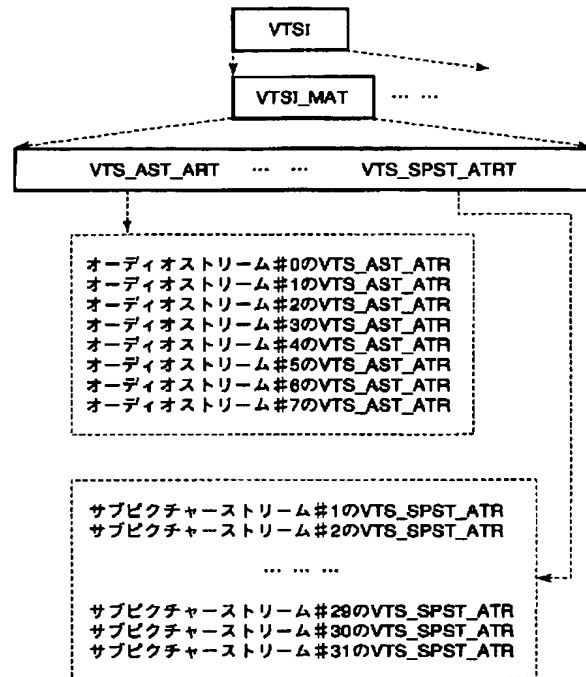 VTSI
VTSI_MAT … …
VTS_AST_ART … … VTS_SPST_ATRT
オーディオストリーム#0のVTS_AST_ATR
オーディオストリーム#1のVTS_AST_ATR
オーディオストリーム#2のVTS_AST_ATR
オーディオストリーム#3のVTS_AST_ATR
オーディオストリーム#4のVTS_AST_ATR
オーディオストリーム#5のVTS_AST_ATR
オーディオストリーム#6のVTS_AST_ATR
オーディオストリーム#7のVTS_AST_ATR
サブピクチャーストリーム#1のVTS_SPST_ATR
サブピクチャーストリーム#2のVTS_SPST_ATR
… … …
サブピクチャーストリーム#29のVTS_SPST_ATR
サブピクチャーストリーム#30のVTS_SPST_ATR
サブピクチャーストリーム#31のVTS_SPST_ATR